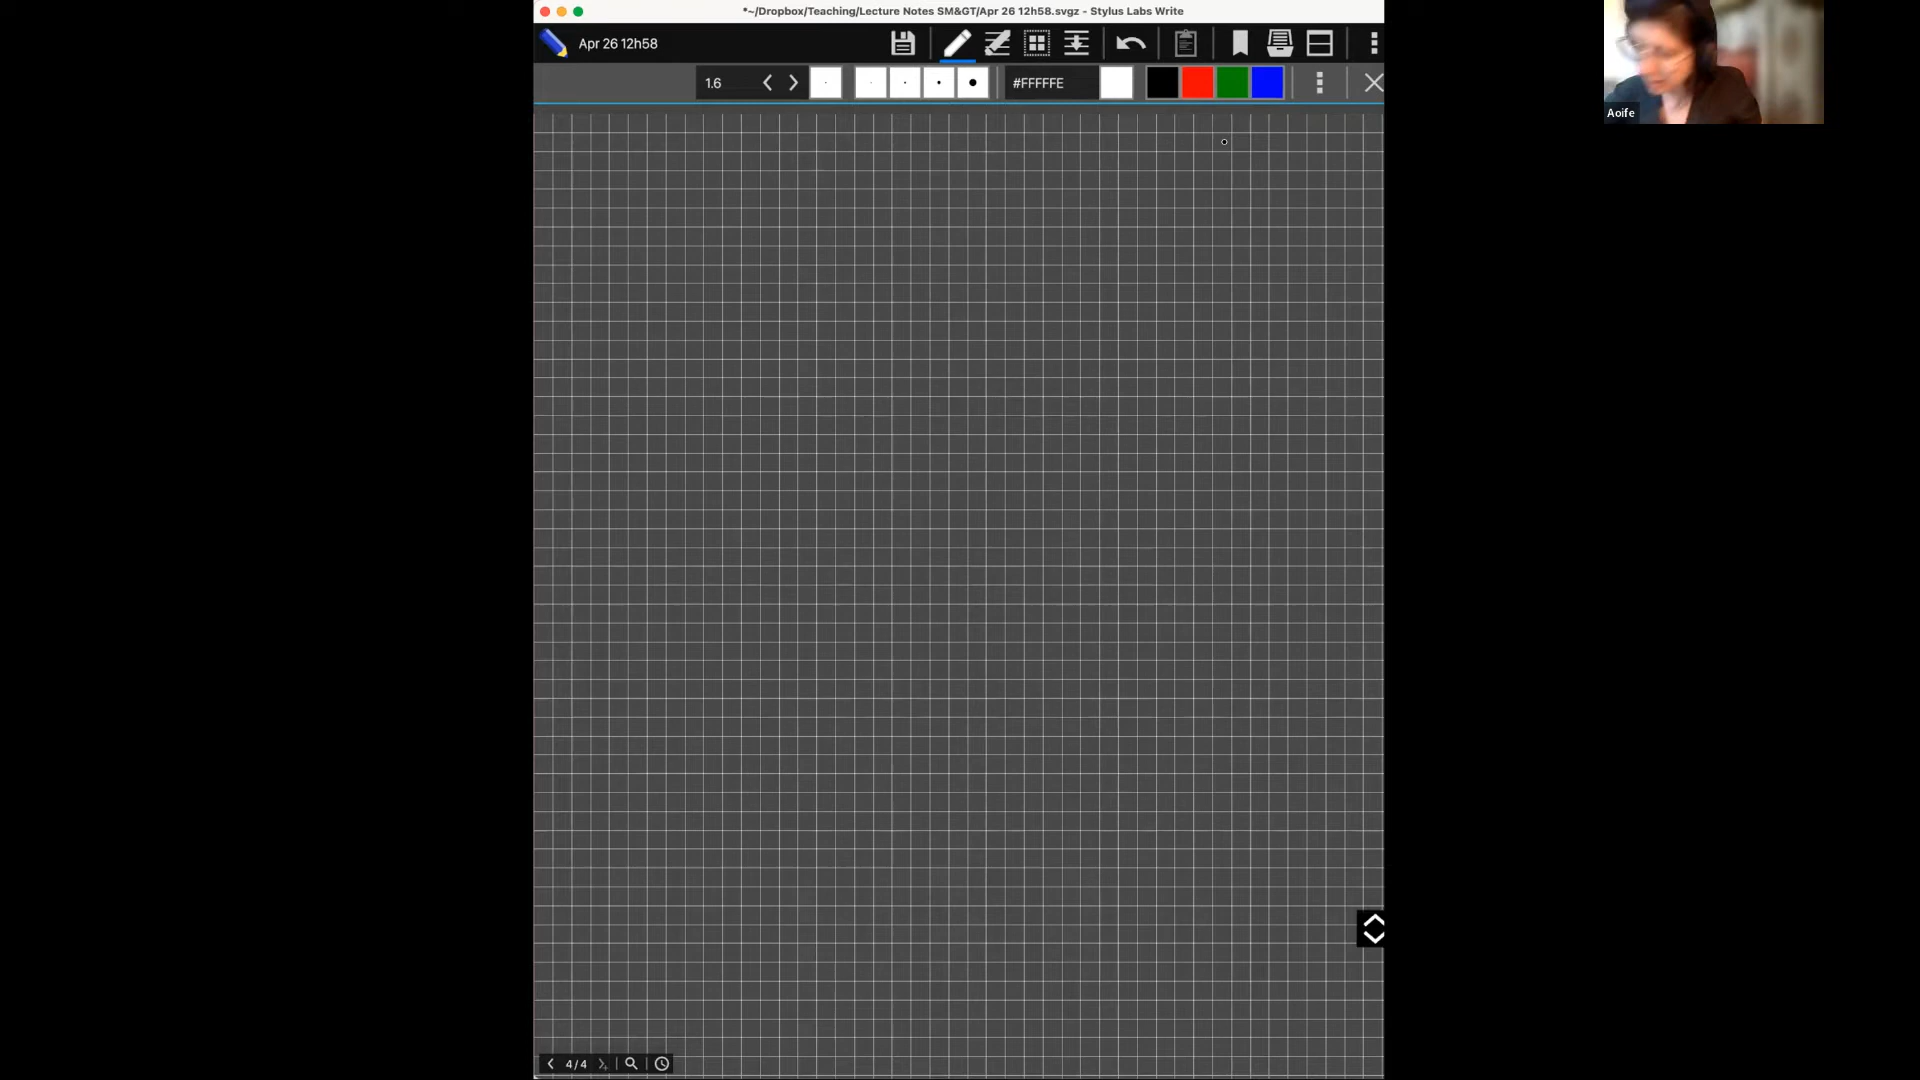 *~/Dropbox/Teaching/Lecture Notes SM&GT/Apr 26 12h58.svgz - Stylus Labs Write
Apr 26 12h58
1.6
#FFFFFE
Aoife
4/4